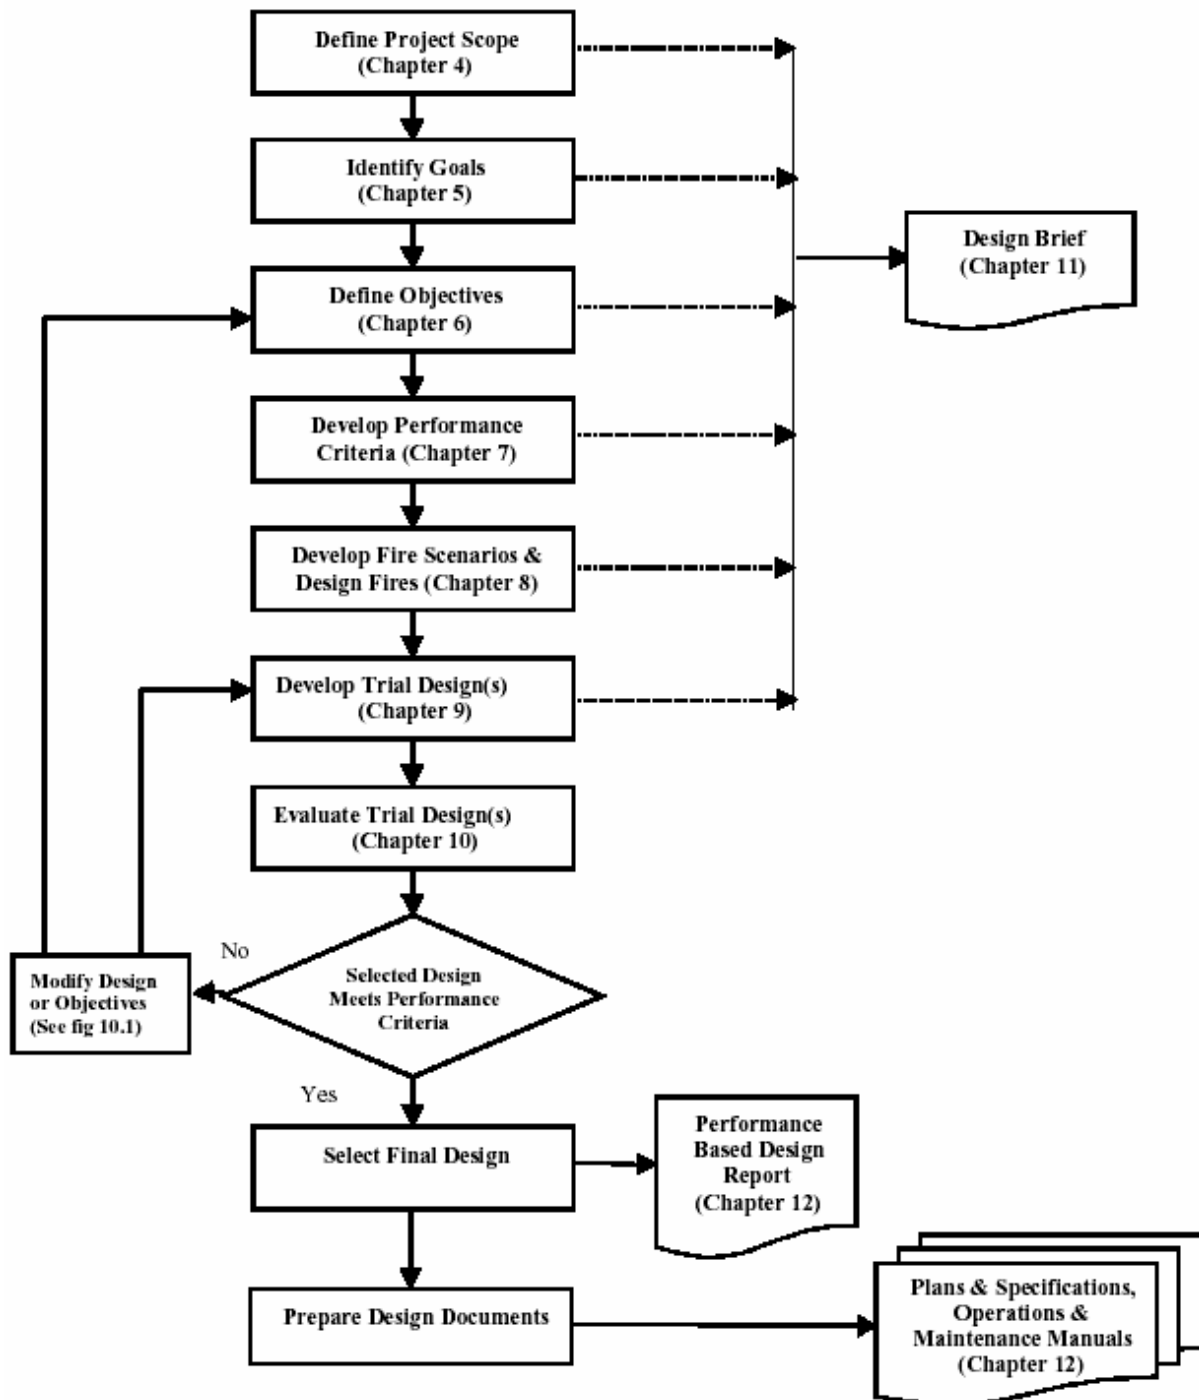 Define Project Scope
(Chapter 4)
Identify Goals
(Chapter 5)
Design Brief
(Chapter 11)
Define Objectives
(Chapter 6)
Develop Performance
Criteria (Chapter 7)
Develop Fire Scenarios &
Design Fires (Chapter 8)
Develop Trial Design(s)
(Chapter 9)
Evaluate Trial Design(s)
(Chapter 10)
No
Modify Design
or Objectives
(See fig 10.1)
Selected Design
Meets Performance
Criteria
Yes
Select Final Design
Performance
Based Design
Report
(Chapter 12)
Prepare Design Documents
Plans & Specifications,
Operations &
Maintenance Manuals
(Chapter 12)